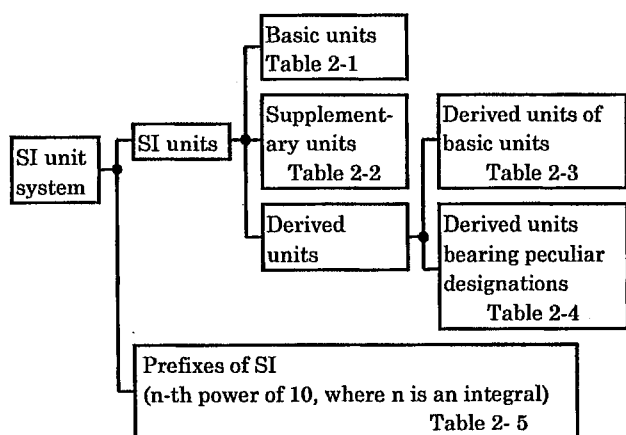 Basic units
Table 2-1
Supplement-
ary units
Table 2-2
Derived units of
basic units
Table 2-3
SI units
SI unit
system
Derived
units
Derived units
bearing peculiar
designations
Table 2-4
Prefixes of SI
(n-th power of 10, where n is an integral)
Table 2- 5